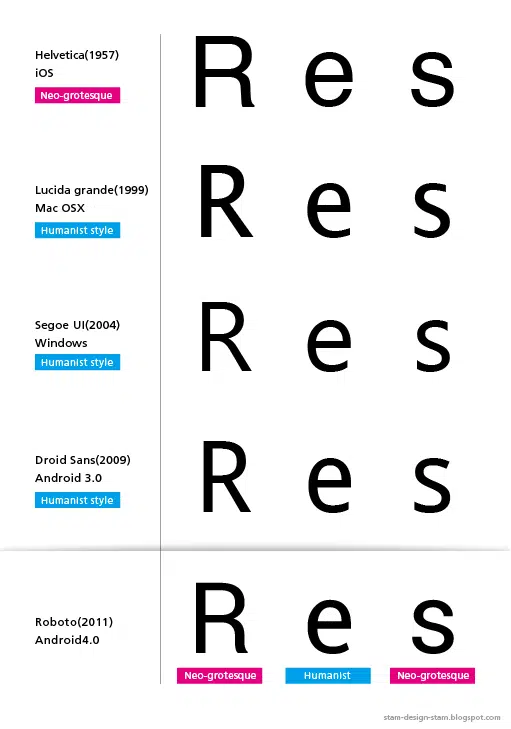 Helvetica(1957)
iOS
Neo-grotesque
R e s
Lucida grande(1999)
Mac OSX
Humanist style
R e s
Segoe UI(2004)
Windows
Humanist style
R e s
Droid Sans(2009)
Android 3.0
Humanist style
R e s
Roboto(2011)
Android4.0
R e s
Neo-grotesque Humanist Neo-grotesque
stam-design-stam.blogspot.com